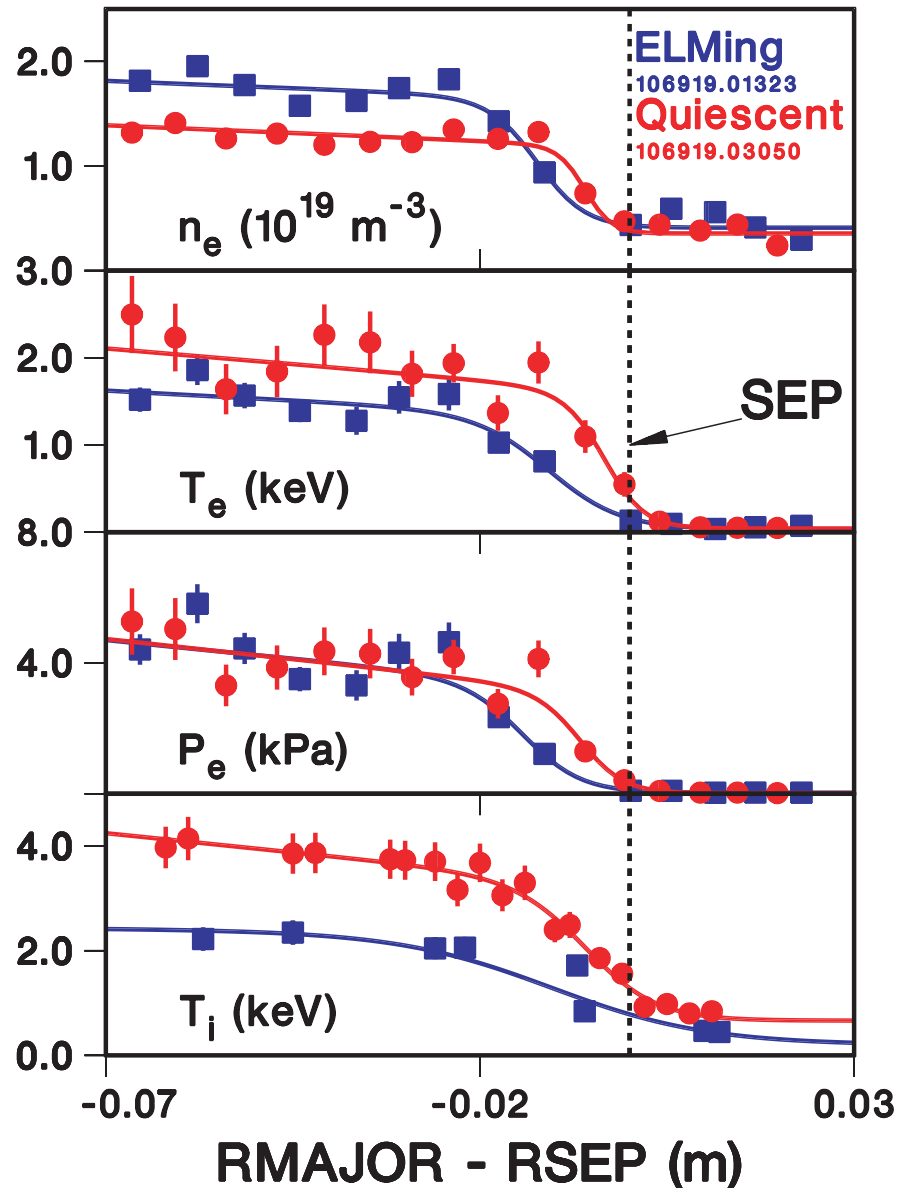 2.0
1.0
ELMing
106919.01323
Quiescent
106919.03050
nₑ (10¹⁹ m⁻³)
3.0
2.0
1.0
SEP
Tₑ (keV)
8.0
4.0
Pₑ (kPa)
4.0
2.0
0.0
Tᵢ (keV)
-0.07 -0.02 0.03
RMAJOR - RSEP (m)